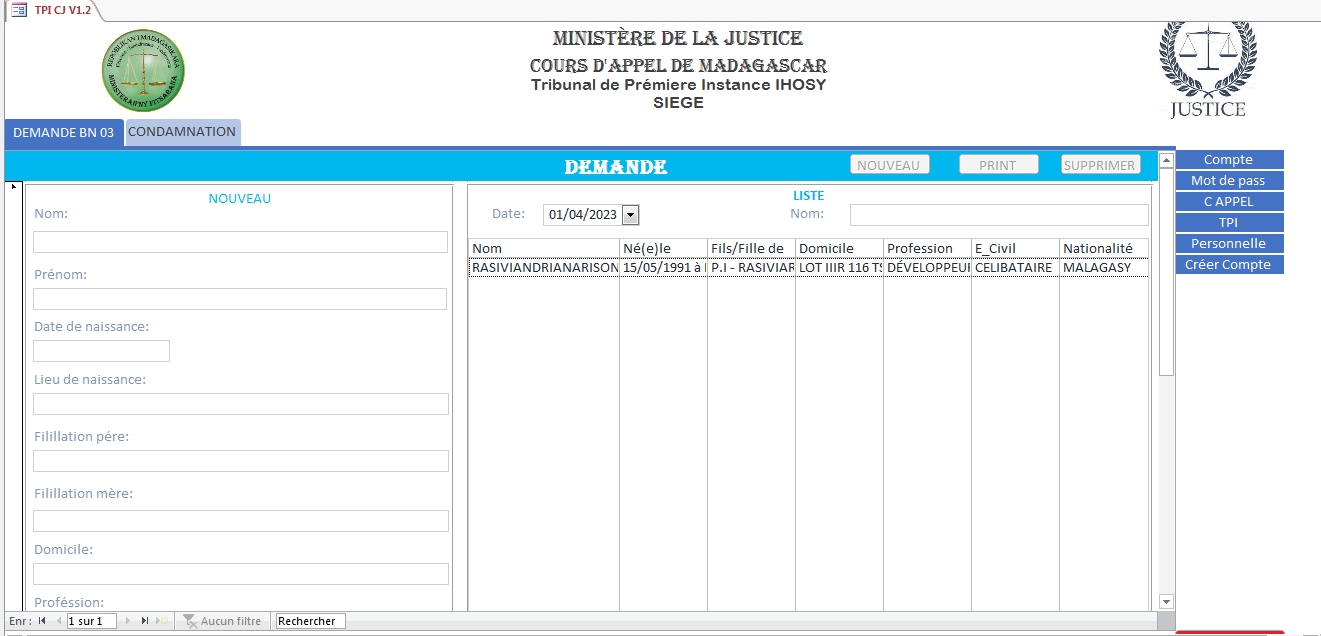 TPI CJ V1.2
MINISTÈRE DE LA JUSTICE
COURS D'APPEL DE MADAGASCAR
Tribunal de Prémiere Instance IHOSY
SIEGE
REPOBLIKAN'I MADAGASIKARA
MINISTERAN'NY FITSARANA
JUSTICE
DEMANDE BN 03
CONDAMNATION
DEMANDE
NOUVEAU
PRINT
SUPPRIMER
Compte
Mot de pass
C APPEL
TPI
Personnelle
Créer Compte
NOUVEAU
Nom:
Prénom:
Date de naissance:
Lieu de naissance:
Filillation pére:
Filillation mère:
Domicile:
Proféssion:
LISTE
Date: 01/04/2023 Nom:
Nom Né(e)le Fils/Fille de Domicile Profession E_Civil Nationalité
RASIVIANDRIANARISON 15/05/1991 à P.I - RASIVIAR LOT IIIR 116 TS DÉVELOPPEUR CELIBATAIRE MALAGASY
Enr : 1 sur 1 Aucun filtre Rechercher